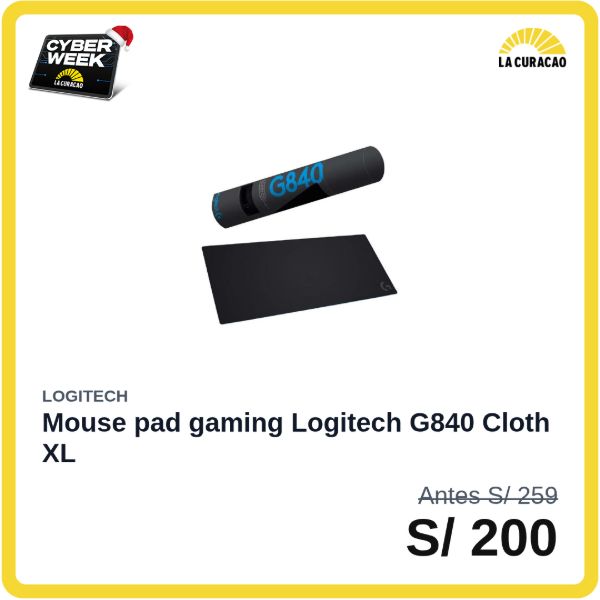 CYBER
WEEK
LA CURACAO
LA CURACAO
G840
LOGITECH
Mouse pad gaming Logitech G840 Cloth
XL
Antes S/ 259
S/ 200